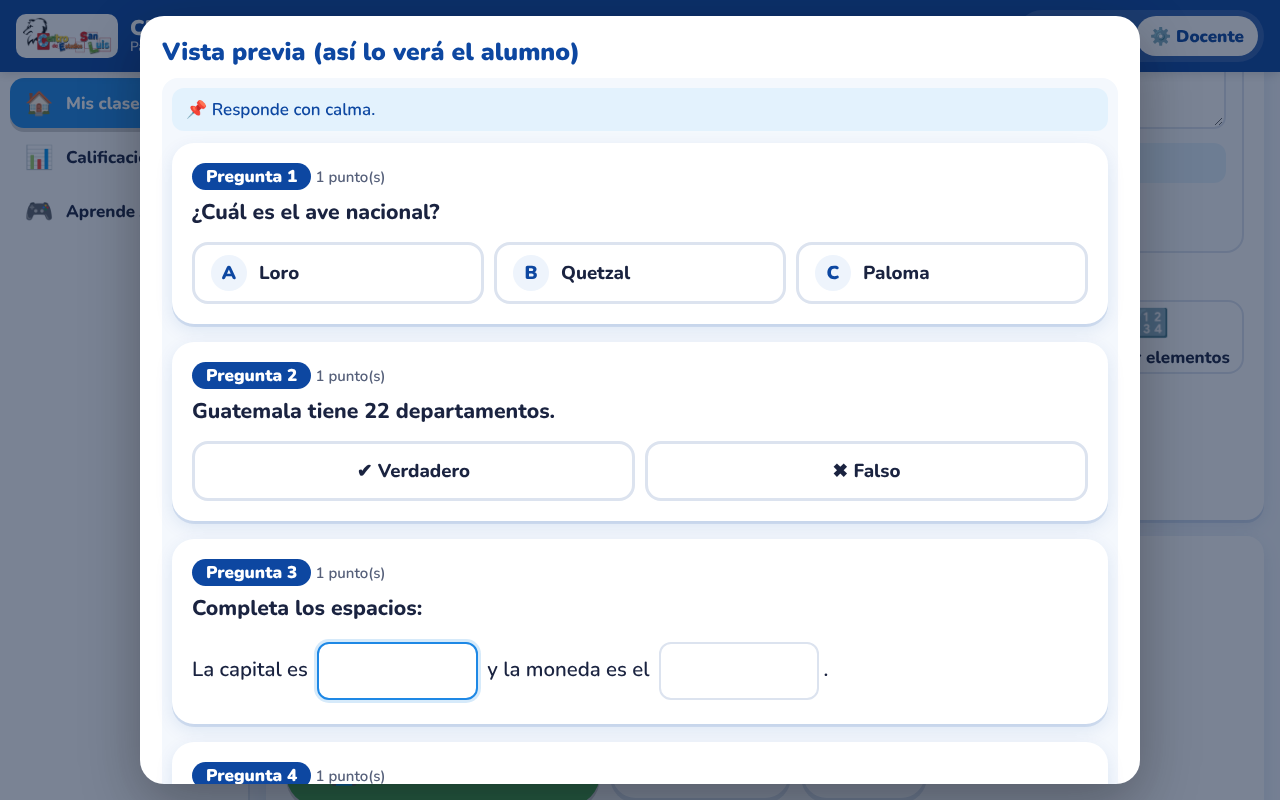 Docente
Vista previa (así lo verá el alumno)
Responde con calma.
Mis clase
Calificaci
Aprende
Pregunta 1 1 punto(s)
¿Cuál es el ave nacional?
A Loro
B Quetzal
C Paloma
Pregunta 2 1 punto(s)
Guatemala tiene 22 departamentos.
✔ Verdadero
✖ Falso
elementos
Pregunta 3 1 punto(s)
Completa los espacios:
La capital es y la moneda es el .
Pregunta 4 1 punto(s)